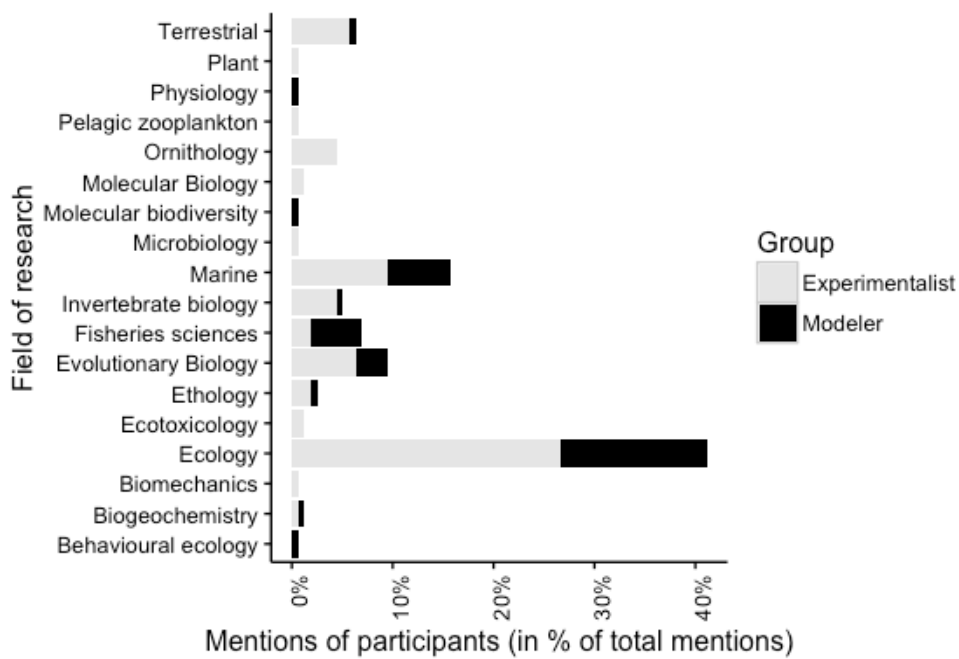 Terrestrial
Plant
Physiology
Pelagic zooplankton
Ornithology
Molecular Biology
Molecular biodiversity
Microbiology
Marine
Invertebrate biology
Fisheries sciences
Evolutionary Biology
Ethology
Ecotoxicology
Ecology
Biomechanics
Biogeochemistry
Behavioural ecology
Field of research
0%
10%
20%
30%
40%
Mentions of participants (in % of total mentions)
Group
Experimentalist
Modeler